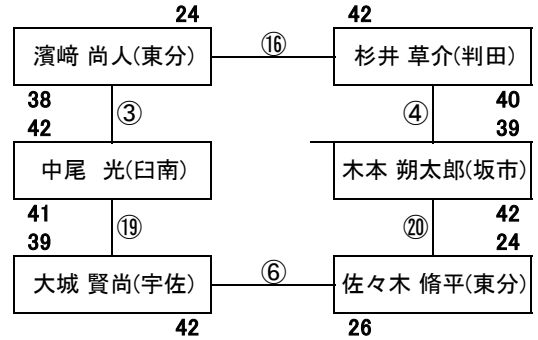 24 42
濱﨑 尚人(東分) ⑯ 杉井 草介(判田)
38 ③ ④ 40
42 39
中尾 光(臼南) 木本 朔太郎(坂市)
41 ⑲ ⑳ 42
39 24
大城 賢尚(宇佐) ⑥ 佐々木 脩平(東分)
42 26